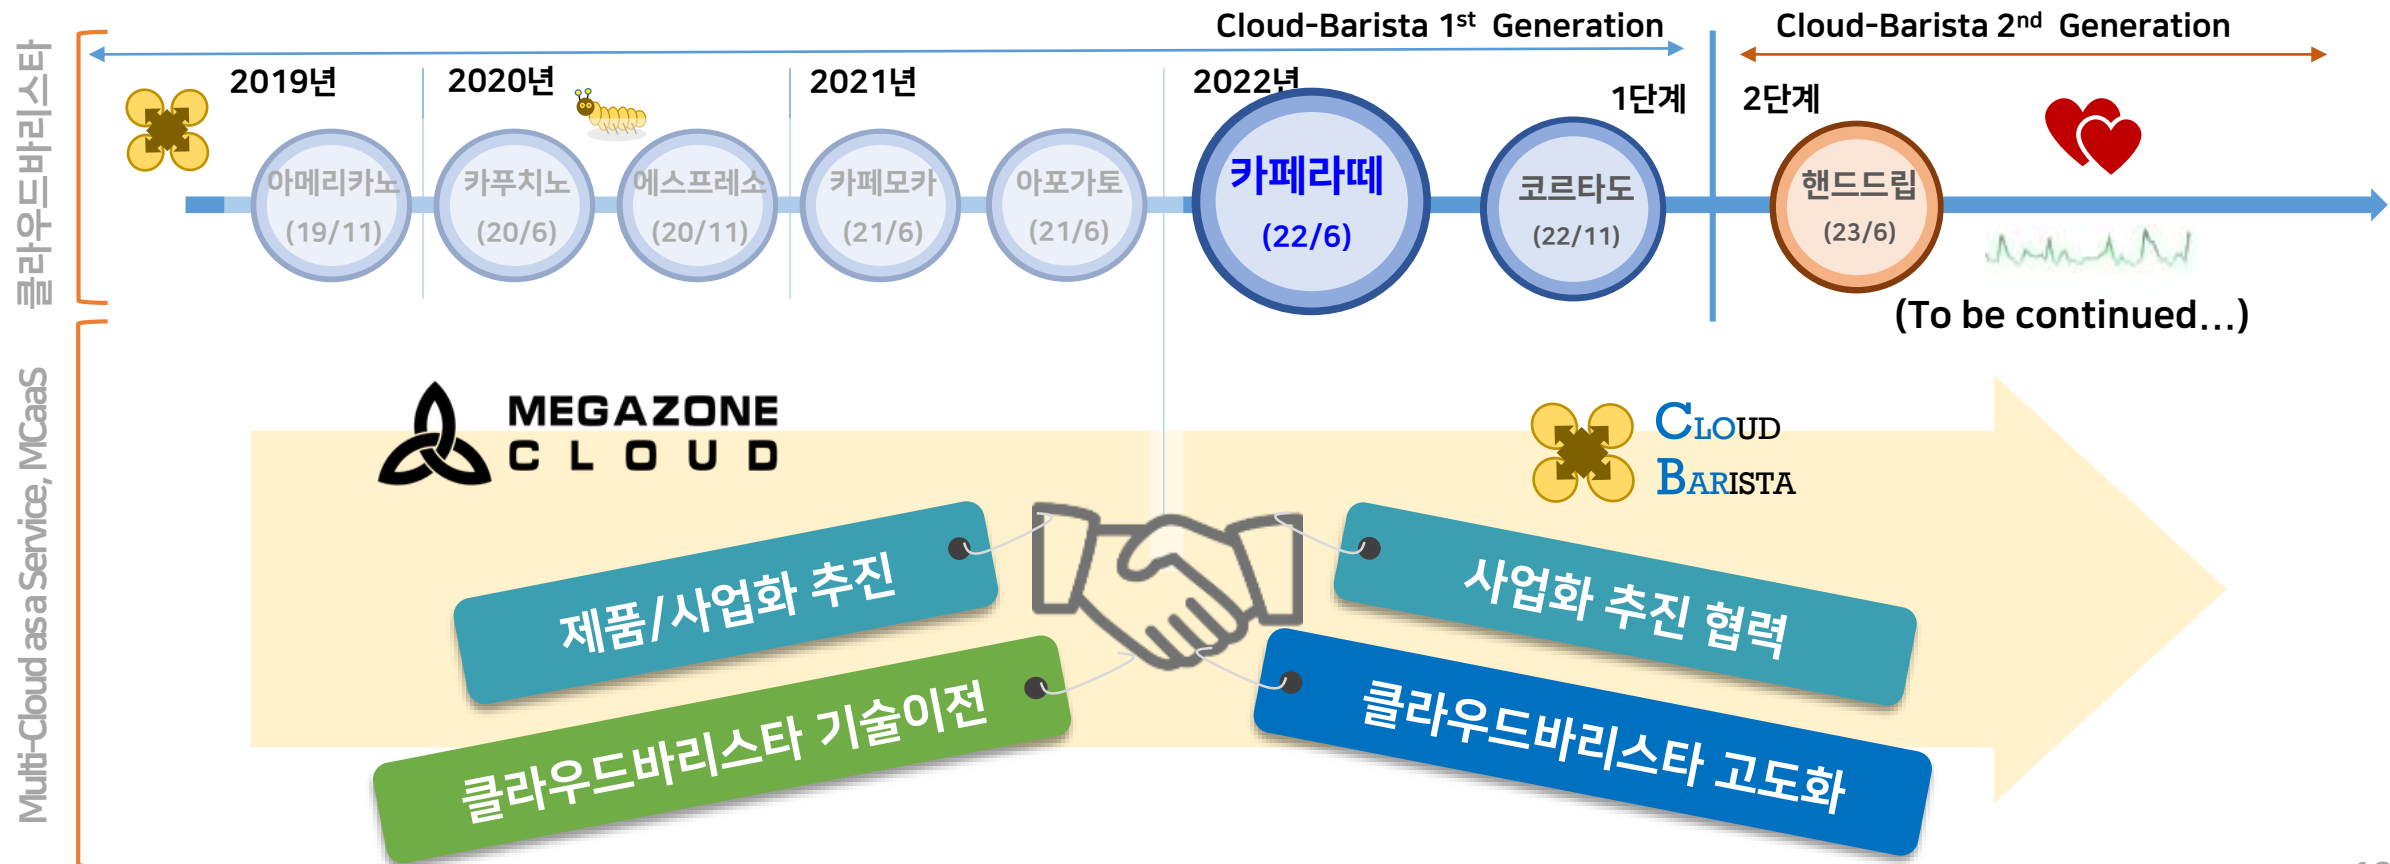 Cloud-Barista 1st Generation
Cloud-Barista 2nd Generation
클라우드바리스타
2019년
2020년
2021년
2022년
1단계
2단계
아메리카노
(19/11)
카푸치노
(20/6)
에스프레소
(20/11)
카페모카
(21/6)
아포가토
(21/6)
카페라떼
(22/6)
코르타도
(22/11)
핸드드립
(23/6)
(To be continued...)
Multi-Cloud as a Service, MCaaS
MEGAZONE
CLOUD
CLOUD
BARISTA
제품/사업화 추진
사업화 추진 협력
클라우드바리스타 기술이전
클라우드바리스타 고도화